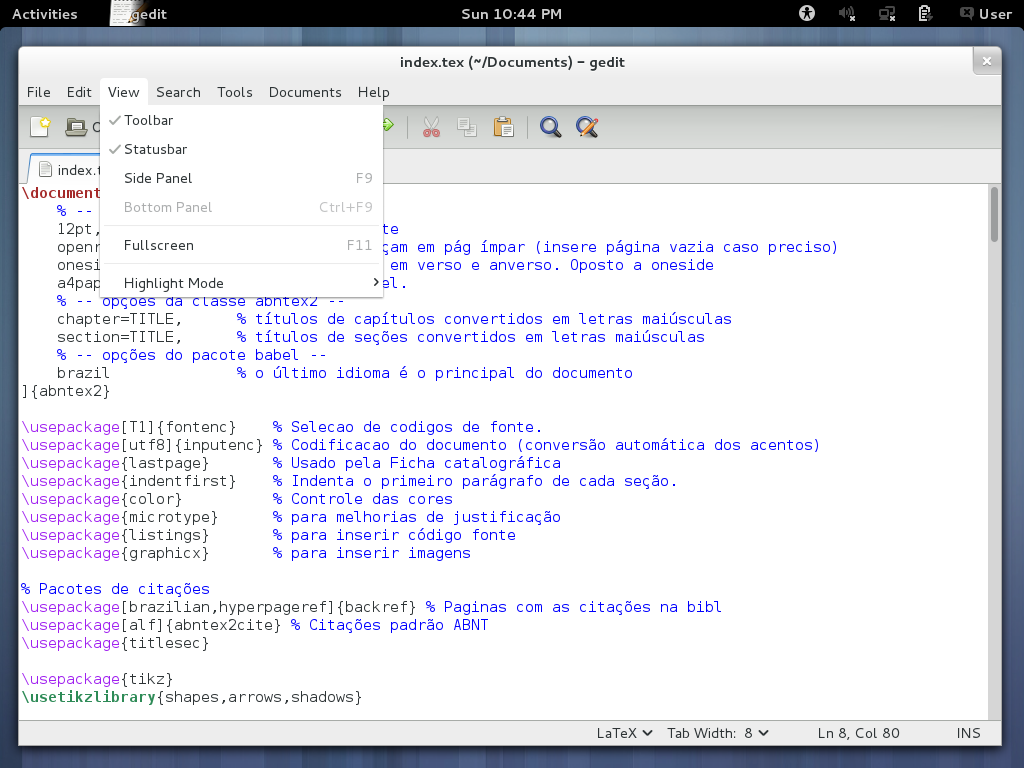 Activities gedit Sun 10:44 PM User
index.tex (~/Documents) – gedit
File Edit View Search Tools Documents Help
Toolbar
Statusbar
Side Panel F9
Bottom Panel Ctrl+F9
Fullscreen F11
Highlight Mode
\document
% --
12pt,
çam em pág ímpar (insere página vazia caso preciso)
em verso e anverso. Oposto a oneside
% -- opções da classe abntex2 --
chapter=TITLE, % títulos de capítulos convertidos em letras maiúsculas
section=TITLE, % títulos de seções convertidos em letras maiúsculas
% -- opções do pacote babel --
brazil % o último idioma é o principal do documento
]{abntex2}
\usepackage[T1]{fontenc} % Selecao de codigos de fonte.
\usepackage[utf8]{inputenc} % Codificacao do documento (conversão automática dos acentos)
\usepackage{lastpage} % Usado pela Ficha catalográfica
\usepackage{indentfirst} % Indenta o primeiro parágrafo de cada seção.
\usepackage{color} % Controle das cores
\usepackage{microtype} % para melhorias de justificação
\usepackage{listings} % para inserir código fonte
\usepackage{graphicx} % para inserir imagens
% Pacotes de citações
\usepackage[brazilian,hyperpageref]{backref} % Paginas com as citações na bibl
\usepackage[alf]{abntex2cite} % Citações padrão ABNT
\usepackage{titlesec}
\usepackage{tikz}
\usetikzlibrary{shapes,arrows,shadows}
LaTeX Tab Width: 8 Ln 8, Col 80 INS